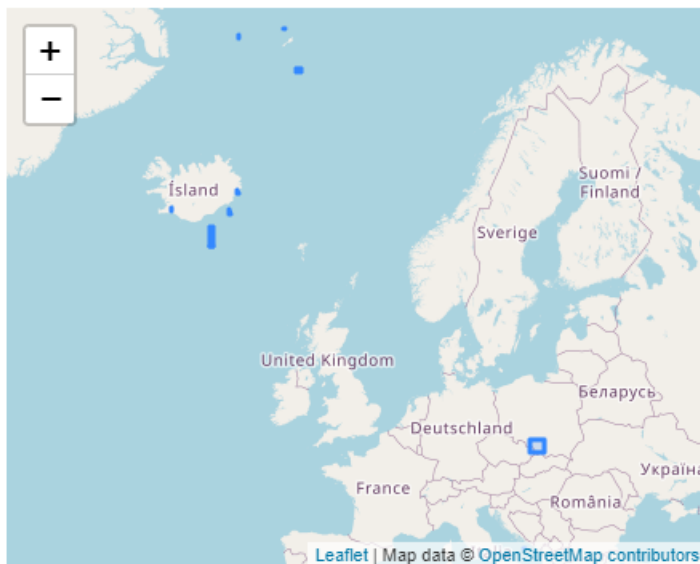 +
−
Ísland
Suomi /
Finland
Sverige
United Kingdom
Беларусь
Deutschland
Україна
France
România
Leaflet | Map data © OpenStreetMap contributors